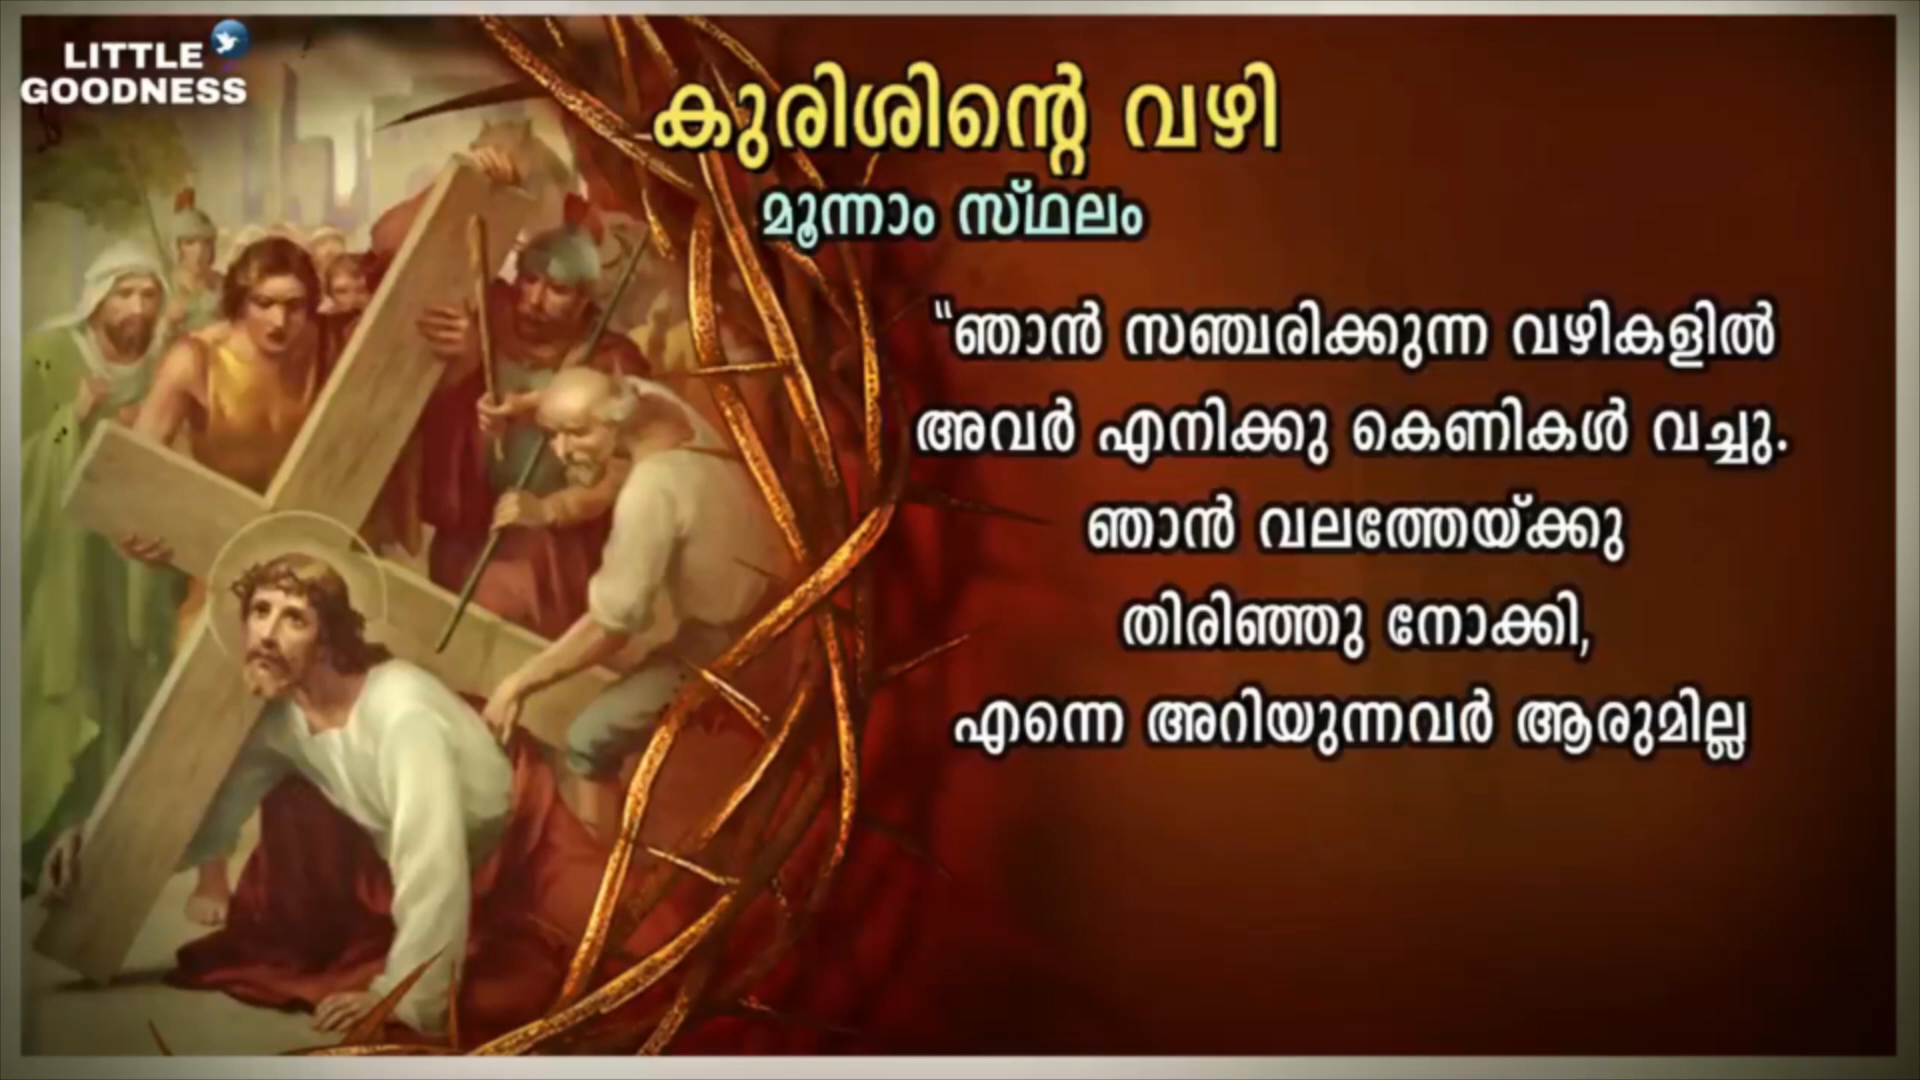 LITTLE
GOODNESS
കുരിശിന്റെ വഴി
മൂന്നാം സ്ഥലം
“ഞാൻ സഞ്ചരിക്കുന്ന വഴികളിൽ
അവർ എനിക്കു കെണികൾ വച്ചു.
ഞാൻ വലത്തേയ്ക്കു
തിരിഞ്ഞു നോക്കി,
എന്നെ അറിയുന്നവർ ആരുമില്ല